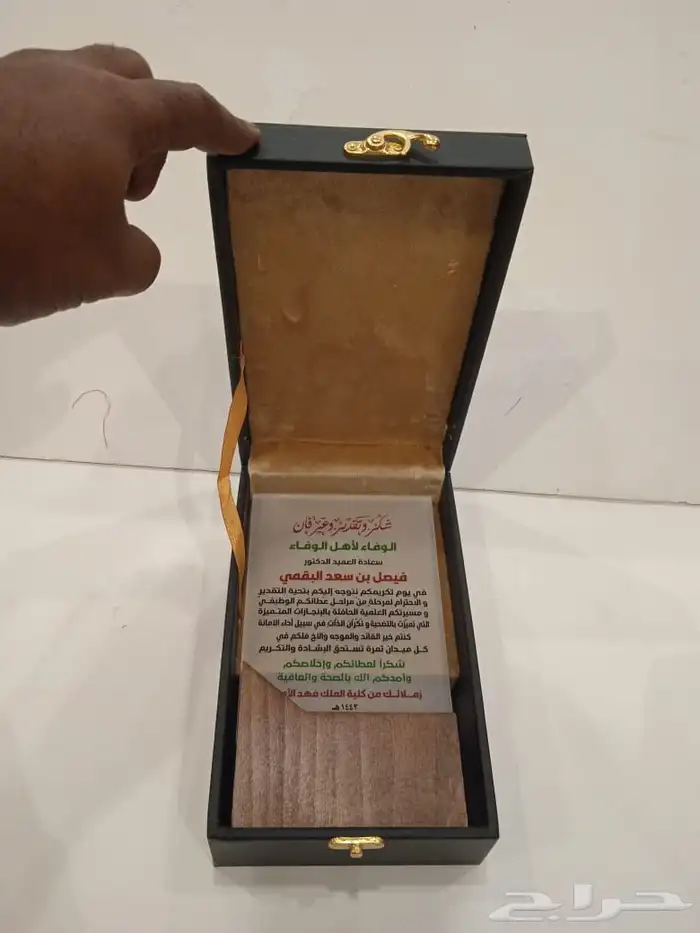 شكر وتقدير وعرفان
الوفاء لأهل الوفاء
سعادة العميد الدكتور
فيصل بن سعد البقمي
في يوم تكريمكم نتوجه إليكم بتحية التقدير
و الاحترام لمرحلة من مراحل عطائكم الوظيفي
و مسيرتكم العلمية الحافلة بالإنجازات المتميزة
التي تميزت بالتضحية و نكران الذات في سبيل أداء الأمانة
كنتم خير القائد والموجه والأخ فلكم في
كل ميدان ثمرة تستحق الإشادة والتكريم
شكراً لعطائكم وإخلاصكم
وأمدكم الله بالصحة والعافية
زملائك من كلية الملك فهد
١٤٤٣ هـ
حراج